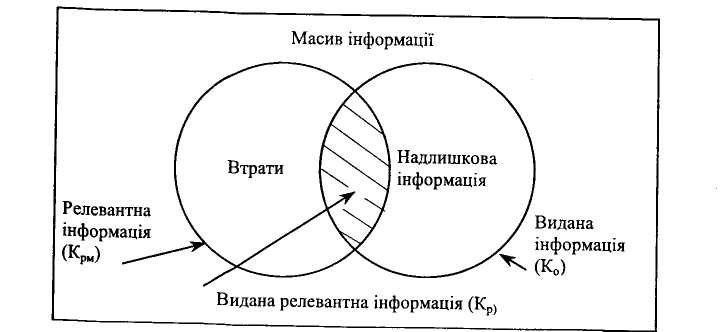 Масив інформації
Втрати
Надлишкова
інформація
Релевантна
інформація
(Крм)
Видана
інформація
(Ко)
Видана релевантна інформація (Кр)